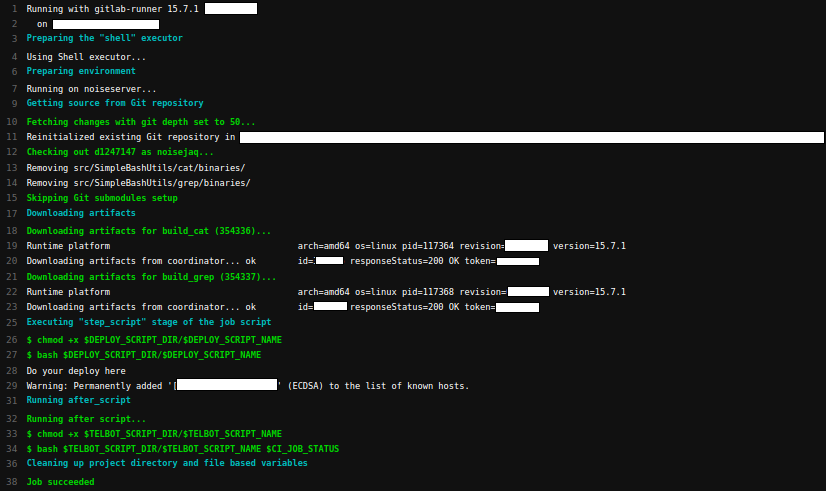 1 Running with gitlab-runner 15.7.1
2 on
3 Preparing the "shell" executor
4 Using Shell executor...
6 Preparing environment
7 Running on noiseserver...
9 Getting source from Git repository
10 Fetching changes with git depth set to 50...
11 Reinitialized existing Git repository in
12 Checking out d1247147 as noisejaq...
13 Removing src/SimpleBashUtils/cat/binaries/
14 Removing src/SimpleBashUtils/grep/binaries/
15 Skipping Git submodules setup
17 Downloading artifacts
18 Downloading artifacts for build_cat (354336)...
19 Runtime platform arch=amd64 os=linux pid=117364 revision= version=15.7.1
20 Downloading artifacts from coordinator... ok id= responseStatus=200 OK token=
21 Downloading artifacts for build_grep (354337)...
22 Runtime platform arch=amd64 os=linux pid=117368 revision= version=15.7.1
23 Downloading artifacts from coordinator... ok id= responseStatus=200 OK token=
25 Executing "step_script" stage of the job script
26 $ chmod +x $DEPLOY_SCRIPT_DIR/$DEPLOY_SCRIPT_NAME
27 $ bash $DEPLOY_SCRIPT_DIR/$DEPLOY_SCRIPT_NAME
28 Do your deploy here
29 Warning: Permanently added '[ ' (ECDSA) to the list of known hosts.
31 Running after_script
32 Running after script...
33 $ chmod +x $TELBOT_SCRIPT_DIR/$TELBOT_SCRIPT_NAME
34 $ bash $TELBOT_SCRIPT_DIR/$TELBOT_SCRIPT_NAME $CI_JOB_STATUS
36 Cleaning up project directory and file based variables
38 Job succeeded